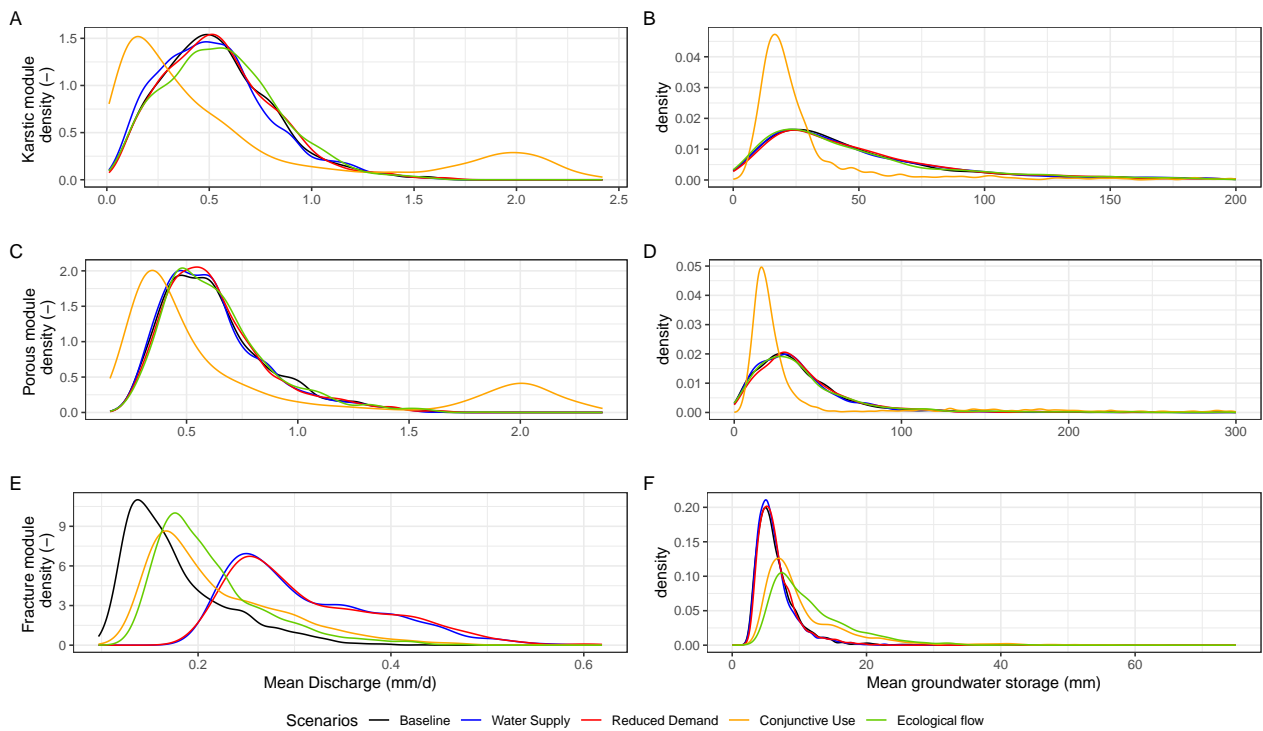 A
Karstic module
density (−)
1.5
1.0
0.5
0.0
0.0 0.5 1.0 1.5 2.0 2.5
B
density
0.04
0.03
0.02
0.01
0.00
0 50 100 150 200
C
Porous module
density (−)
2.0
1.5
1.0
0.5
0.0
0.5 1.0 1.5 2.0
D
density
0.05
0.04
0.03
0.02
0.01
0.00
0 100 200 300
E
Fracture module
density (−)
9
6
3
0
0.2 0.4 0.6
Mean Discharge (mm/d)
F
density
0.20
0.15
0.10
0.05
0.00
0 20 40 60
Mean groundwater storage (mm)
Scenarios Baseline Water Supply Reduced Demand Conjunctive Use Ecological flow